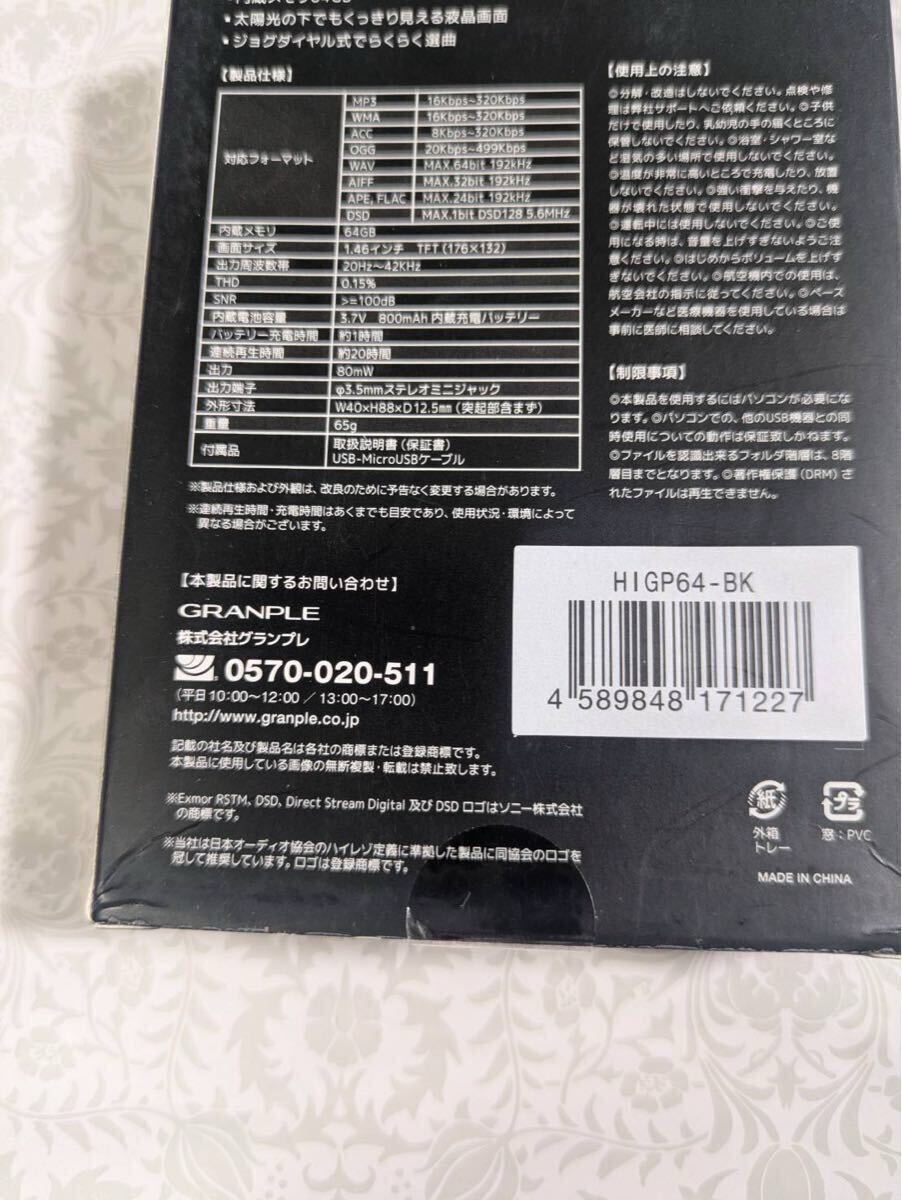 ・内蔵メモリ64GB
・太陽光の下でもくっきり見える液晶画面
・ジョグダイヤル式でらくらく選曲
【製品仕様】
対応フォーマット
MP3 16Kbps~320Kbps
WMA 16Kbps~320Kbps
ACC 8Kbps~320Kbps
OGG 20Kbps~499Kbps
WAV MAX.64bit 192kHz
AIFF MAX.32bit 192kHz
APE, FLAC MAX.24bit 192kHz
DSD MAX.1bit DSD128 5.6MHz
内蔵メモリ 64GB
画面サイズ 1.46インチ TFT(176×132)
出力周波数帯 20Hz~42KHz
THD 0.15%
SNR >=100dB
内蔵電池容量 3.7V 800mAh 内蔵充電バッテリー
バッテリー充電時間 約1時間
連続再生時間 約20時間
出力 80mW
出力端子 φ3.5mmステレオミニジャック
外形寸法 W40×H88×D12.5㎜(突起部含まず)
重量 65g
付属品 取扱説明書(保証書)
USB-MicroUSBケーブル
※製品仕様および外観は、改良のために予告なく変更する場合があります。
※連続再生時間・充電時間はあくまでも目安であり、使用状況・環境によって
異なる場合がございます。
【使用上の注意】
◎分解・改造はしないでください。点検や修
理は弊社サポートへご依頼ください。◎子供
だけで使用したり、乳幼児の手の届くところに
保管しないでください。◎浴室・シャワー室な
ど湿気の多い場所で使用しないでください。
◎温度が非常に高いところで充電したり、放置
しないでください。◎強い衝撃を与えたり、機
器が壊れた状態で使用しないでください。
◎運転中には使用しないでください。◎ご使
用になる時は、音量を上げすぎないようご注
意ください。◎はじめからボリュームを上げす
ぎないでください。◎航空機内での使用は、
航空会社の指示に従ってください。◎ペース
メーカーなど医療機器を使用している場合は
事前に医師に相談してください。
【制限事項】
◎本製品を使用するにはパソコンが必要にな
ります。◎パソコンでの、他のUSB機器との同
時使用についての動作は保証致しかねます。
◎ファイルを認識出来るフォルダ階層は、8階
層目までとなります。◎著作権保護(DRM)さ
れたファイルは再生できません。
【本製品に関するお問い合わせ】
GRANPLE
株式会社グランプレ
0570-020-511
(平日10:00~12:00 / 13:00~17:00)
http://www.granple.co.jp
記載の社名及び製品名は各社の商標または登録商標です。
本製品に使用している画像の無断複製・転載は禁止致します。
※Exmor RSTM、DSD、Direct Stream Digital 及び DSD ロゴはソニー株式会社
の商標です。
※当社は日本オーディオ協会のハイレゾ定義に準拠した製品に同協会のロゴを
冠して推奨しています。ロゴは登録商標です。
HIGP64-BK
4 589848 171227
紙
外箱
トレー
プラ
窓:PVC
MADE IN CHINA